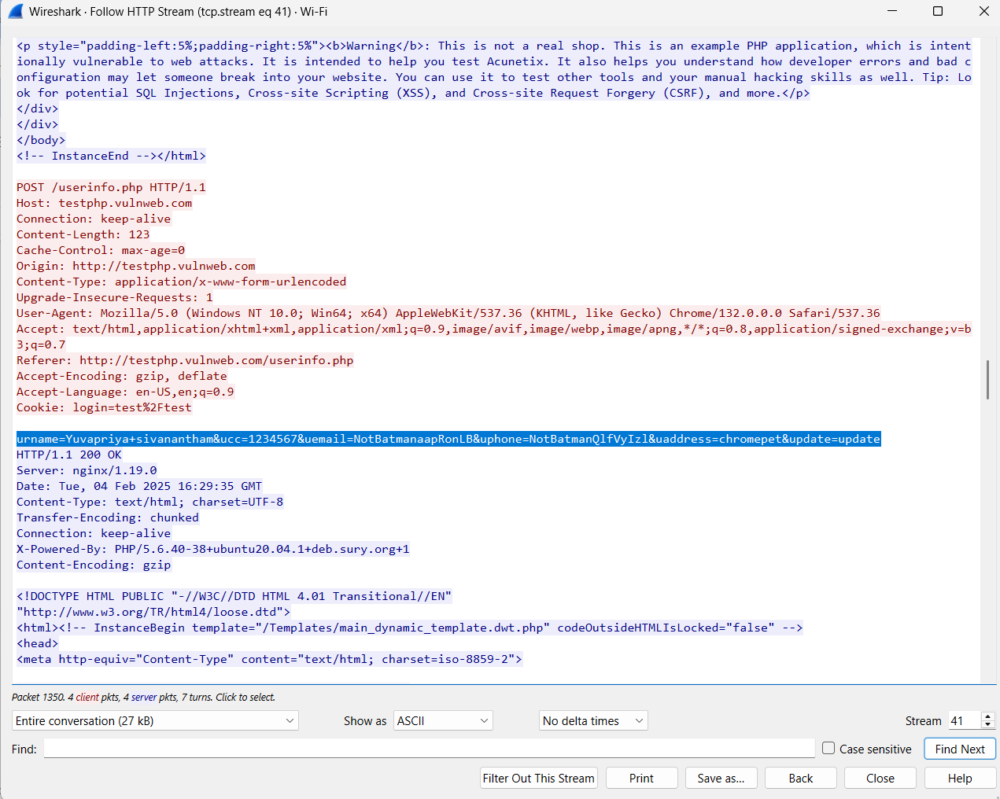 Wireshark · Follow HTTP Stream (tcp.stream eq 41) · Wi-Fi
<p style="padding-left:5%;padding-right:5%"><b>Warning</b>: This is not a real shop. This is an example PHP application, which is intent
ionally vulnerable to web attacks. It is intended to help you test Acunetix. It also helps you understand how developer errors and bad c
onfiguration may let someone break into your website. You can use it to test other tools and your manual hacking skills as well. Tip: Lo
ok for potential SQL Injections, Cross-site Scripting (XSS), and Cross-site Request Forgery (CSRF), and more.</p>
</div>
</div>
</body>
<!-- InstanceEnd --></html>
POST /userinfo.php HTTP/1.1
Host: testphp.vulnweb.com
Connection: keep-alive
Content-Length: 123
Cache-Control: max-age=0
Origin: http://testphp.vulnweb.com
Content-Type: application/x-www-form-urlencoded
Upgrade-Insecure-Requests: 1
User-Agent: Mozilla/5.0 (Windows NT 10.0; Win64; x64) AppleWebKit/537.36 (KHTML, like Gecko) Chrome/132.0.0.0 Safari/537.36
Accept: text/html,application/xhtml+xml,application/xml;q=0.9,image/avif,image/webp,image/apng,*/*;q=0.8,application/signed-exchange;v=b
3;q=0.7
Referer: http://testphp.vulnweb.com/userinfo.php
Accept-Encoding: gzip, deflate
Accept-Language: en-US,en;q=0.9
Cookie: login=test%2Ftest
urname=Yuvapriya+sivanantham&ucc=1234567&uemail=NotBatmanaapRonLB&uphone=NotBatmanQlfVyIzl&uaddress=chromepet&update=update
HTTP/1.1 200 OK
Server: nginx/1.19.0
Date: Tue, 04 Feb 2025 16:29:35 GMT
Content-Type: text/html; charset=UTF-8
Transfer-Encoding: chunked
Connection: keep-alive
X-Powered-By: PHP/5.6.40-38+ubuntu20.04.1+deb.sury.org+1
Content-Encoding: gzip
<!DOCTYPE HTML PUBLIC "-//W3C//DTD HTML 4.01 Transitional//EN"
"http://www.w3.org/TR/html4/loose.dtd">
<html><!-- InstanceBegin template="/Templates/main_dynamic_template.dwt.php" codeOutsideHTMLIsLocked="false" -->
<head>
<meta http-equiv="Content-Type" content="text/html; charset=iso-8859-2">
Packet 1350. 4 client pkts, 4 server pkts, 7 turns. Click to select.
Entire conversation (27 kB) Show as ASCII No delta times Stream 41
Find: Case sensitive Find Next
Filter Out This Stream Print Save as... Back Close Help